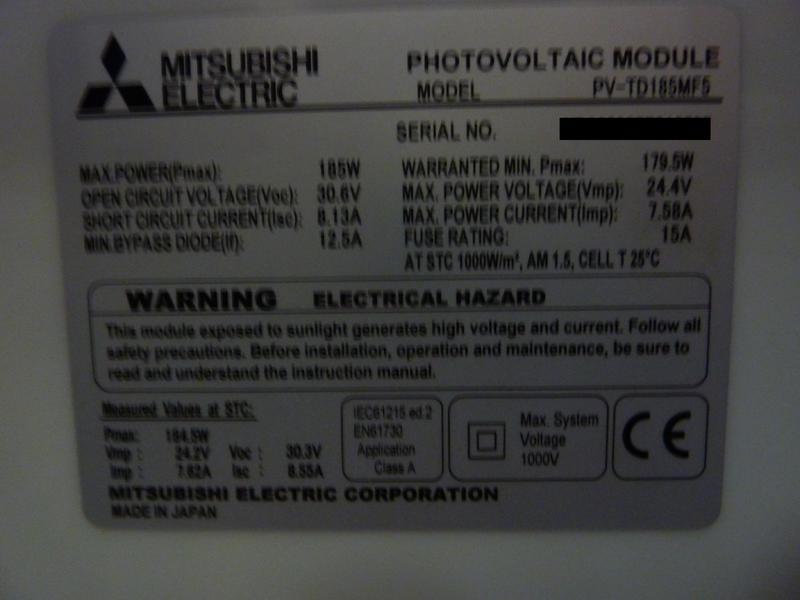 MITSUBISHI
ELECTRIC
PHOTOVOLTAIC MODULE
MODEL PV-TD185MF5
SERIAL NO.
MAX.POWER(Pmax): 185W
OPEN CIRCUIT VOLTAGE(Voc): 30.6V
SHORT CIRCUIT CURRENT(Isc): 8.13A
MIN.BYPASS DIODE(If): 12.5A
WARRANTED MIN. Pmax: 179.5W
MAX. POWER VOLTAGE(Vmp): 24.4V
MAX. POWER CURRENT(Imp): 7.58A
FUSE RATING: 15A
AT STC 1000W/m², AM 1.5, CELL T 25°C
WARNING ELECTRICAL HAZARD
This module exposed to sunlight generates high voltage and current. Follow all
safety precautions. Before installation, operation and maintenance, be sure to
read and understand the instruction manual.
Measured Values at STC:
Pmax: 184.5W
Vmp : 24.2V Voc : 30.3V
Imp : 7.62A Isc : 8.55A
IEC61215 ed.2
EN61730
Application
Class A
Max. System
Voltage
1000V
CE
MITSUBISHI ELECTRIC CORPORATION
MADE IN JAPAN